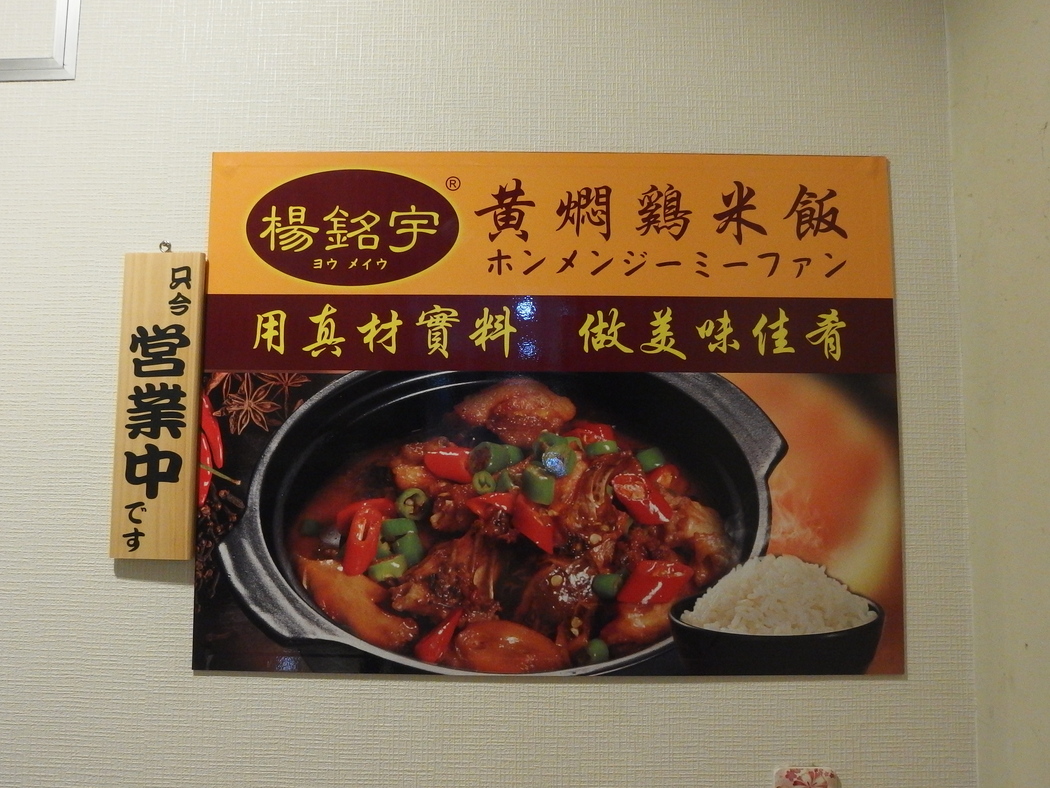 楊銘宇®
ヨウ メイウ
黄焖鷄米飯
ホンメンジーミーファン
用真材實料 做美味佳肴
只今
営業中
です